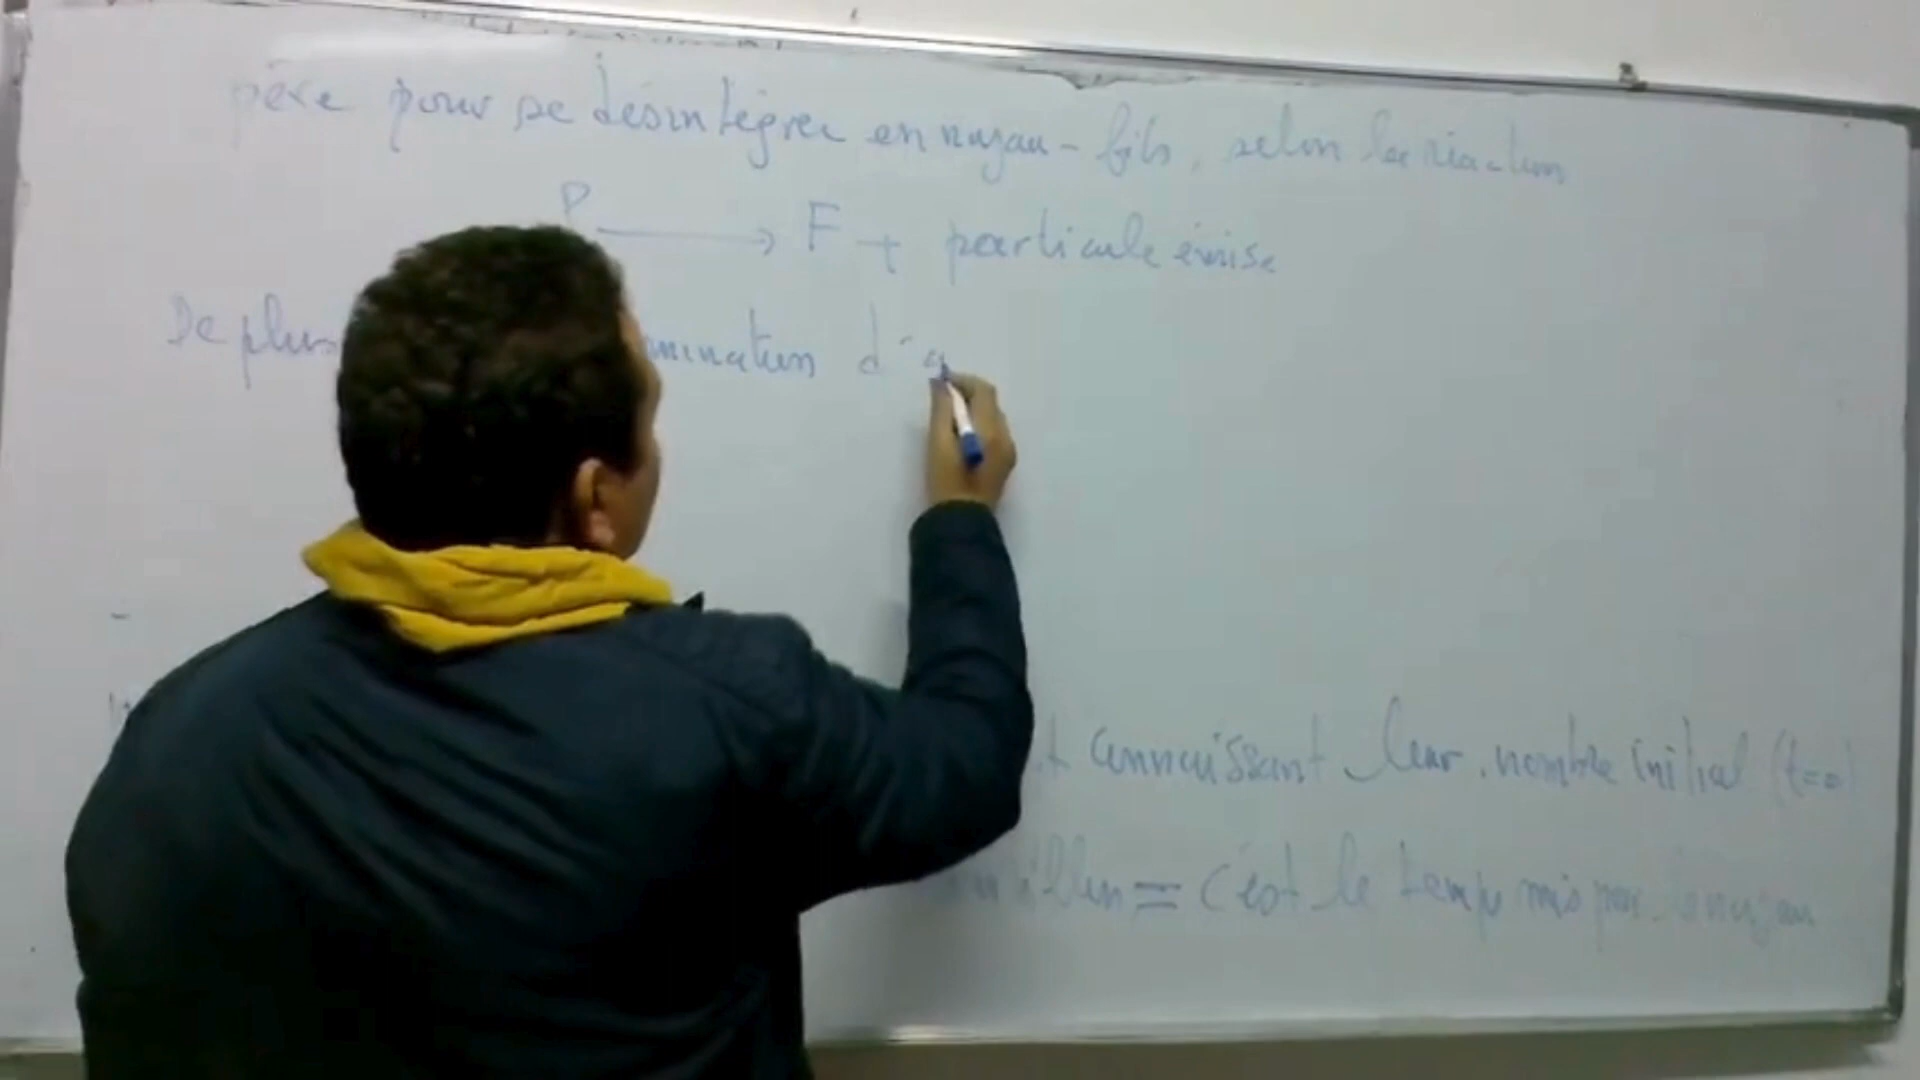 père pour se désintégrer en noyau-fils, selon la réaction
P → F + particule émise
De plus
d'a
connaissant leur nombre initial (t=0)
= c'est le temps mis par le noyau